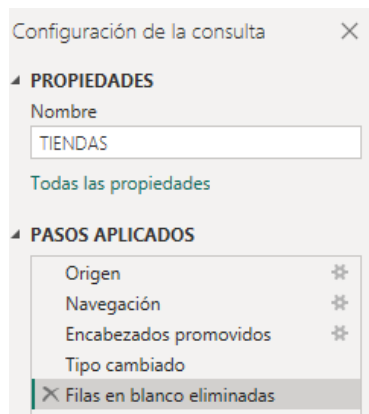 Configuración de la consulta
PROPIEDADES
Nombre
TIENDAS
Todas las propiedades
PASOS APLICADOS
Origen
Navegación
Encabezados promovidos
Tipo cambiado
Filas en blanco eliminadas